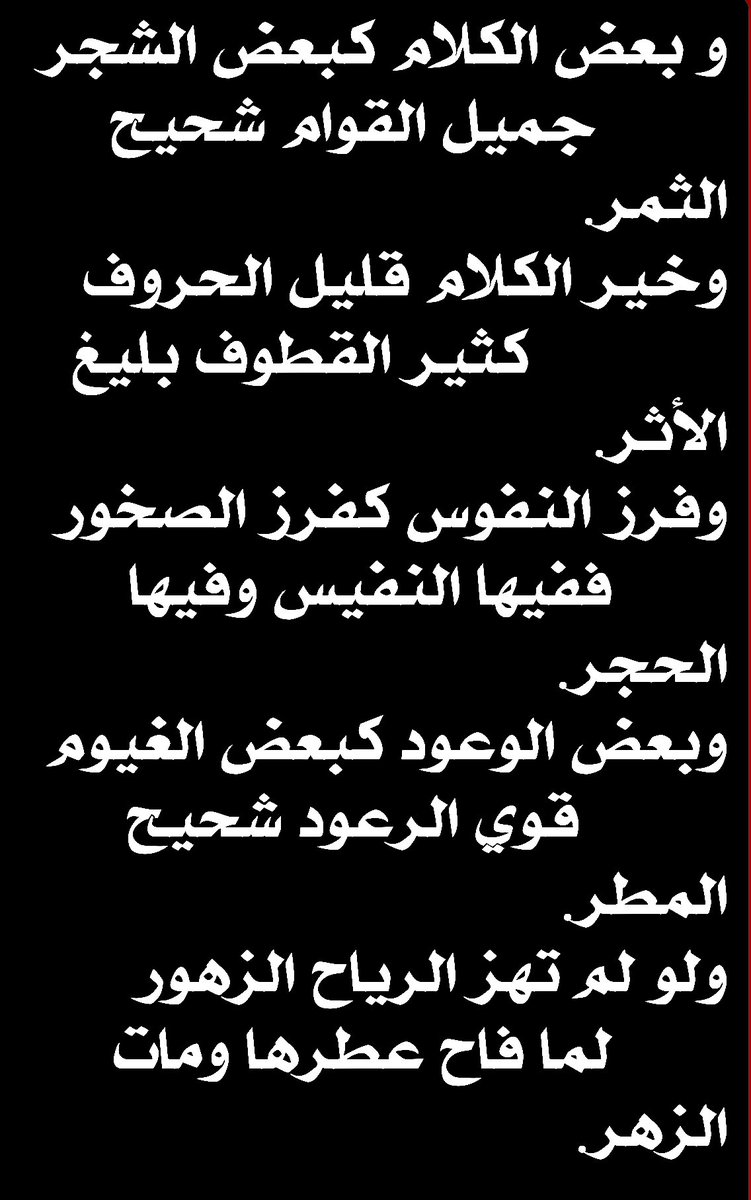 و بعض الكلام كبعض الشجر
جميل القوام شحيح
الثمر.
وخير الكلام قليل الحروف
كثير القطوف بليغ
الأثر.
وفرز النفوس كفرز الصخور
ففيها النفيس وفيها
الحجر.
وبعض الوعود كبعض الغيوم
قوي الرعود شحيح
المطر.
ولو لم تهز الرياح الزهور
لما فاح عطرها ومات
الزهر.